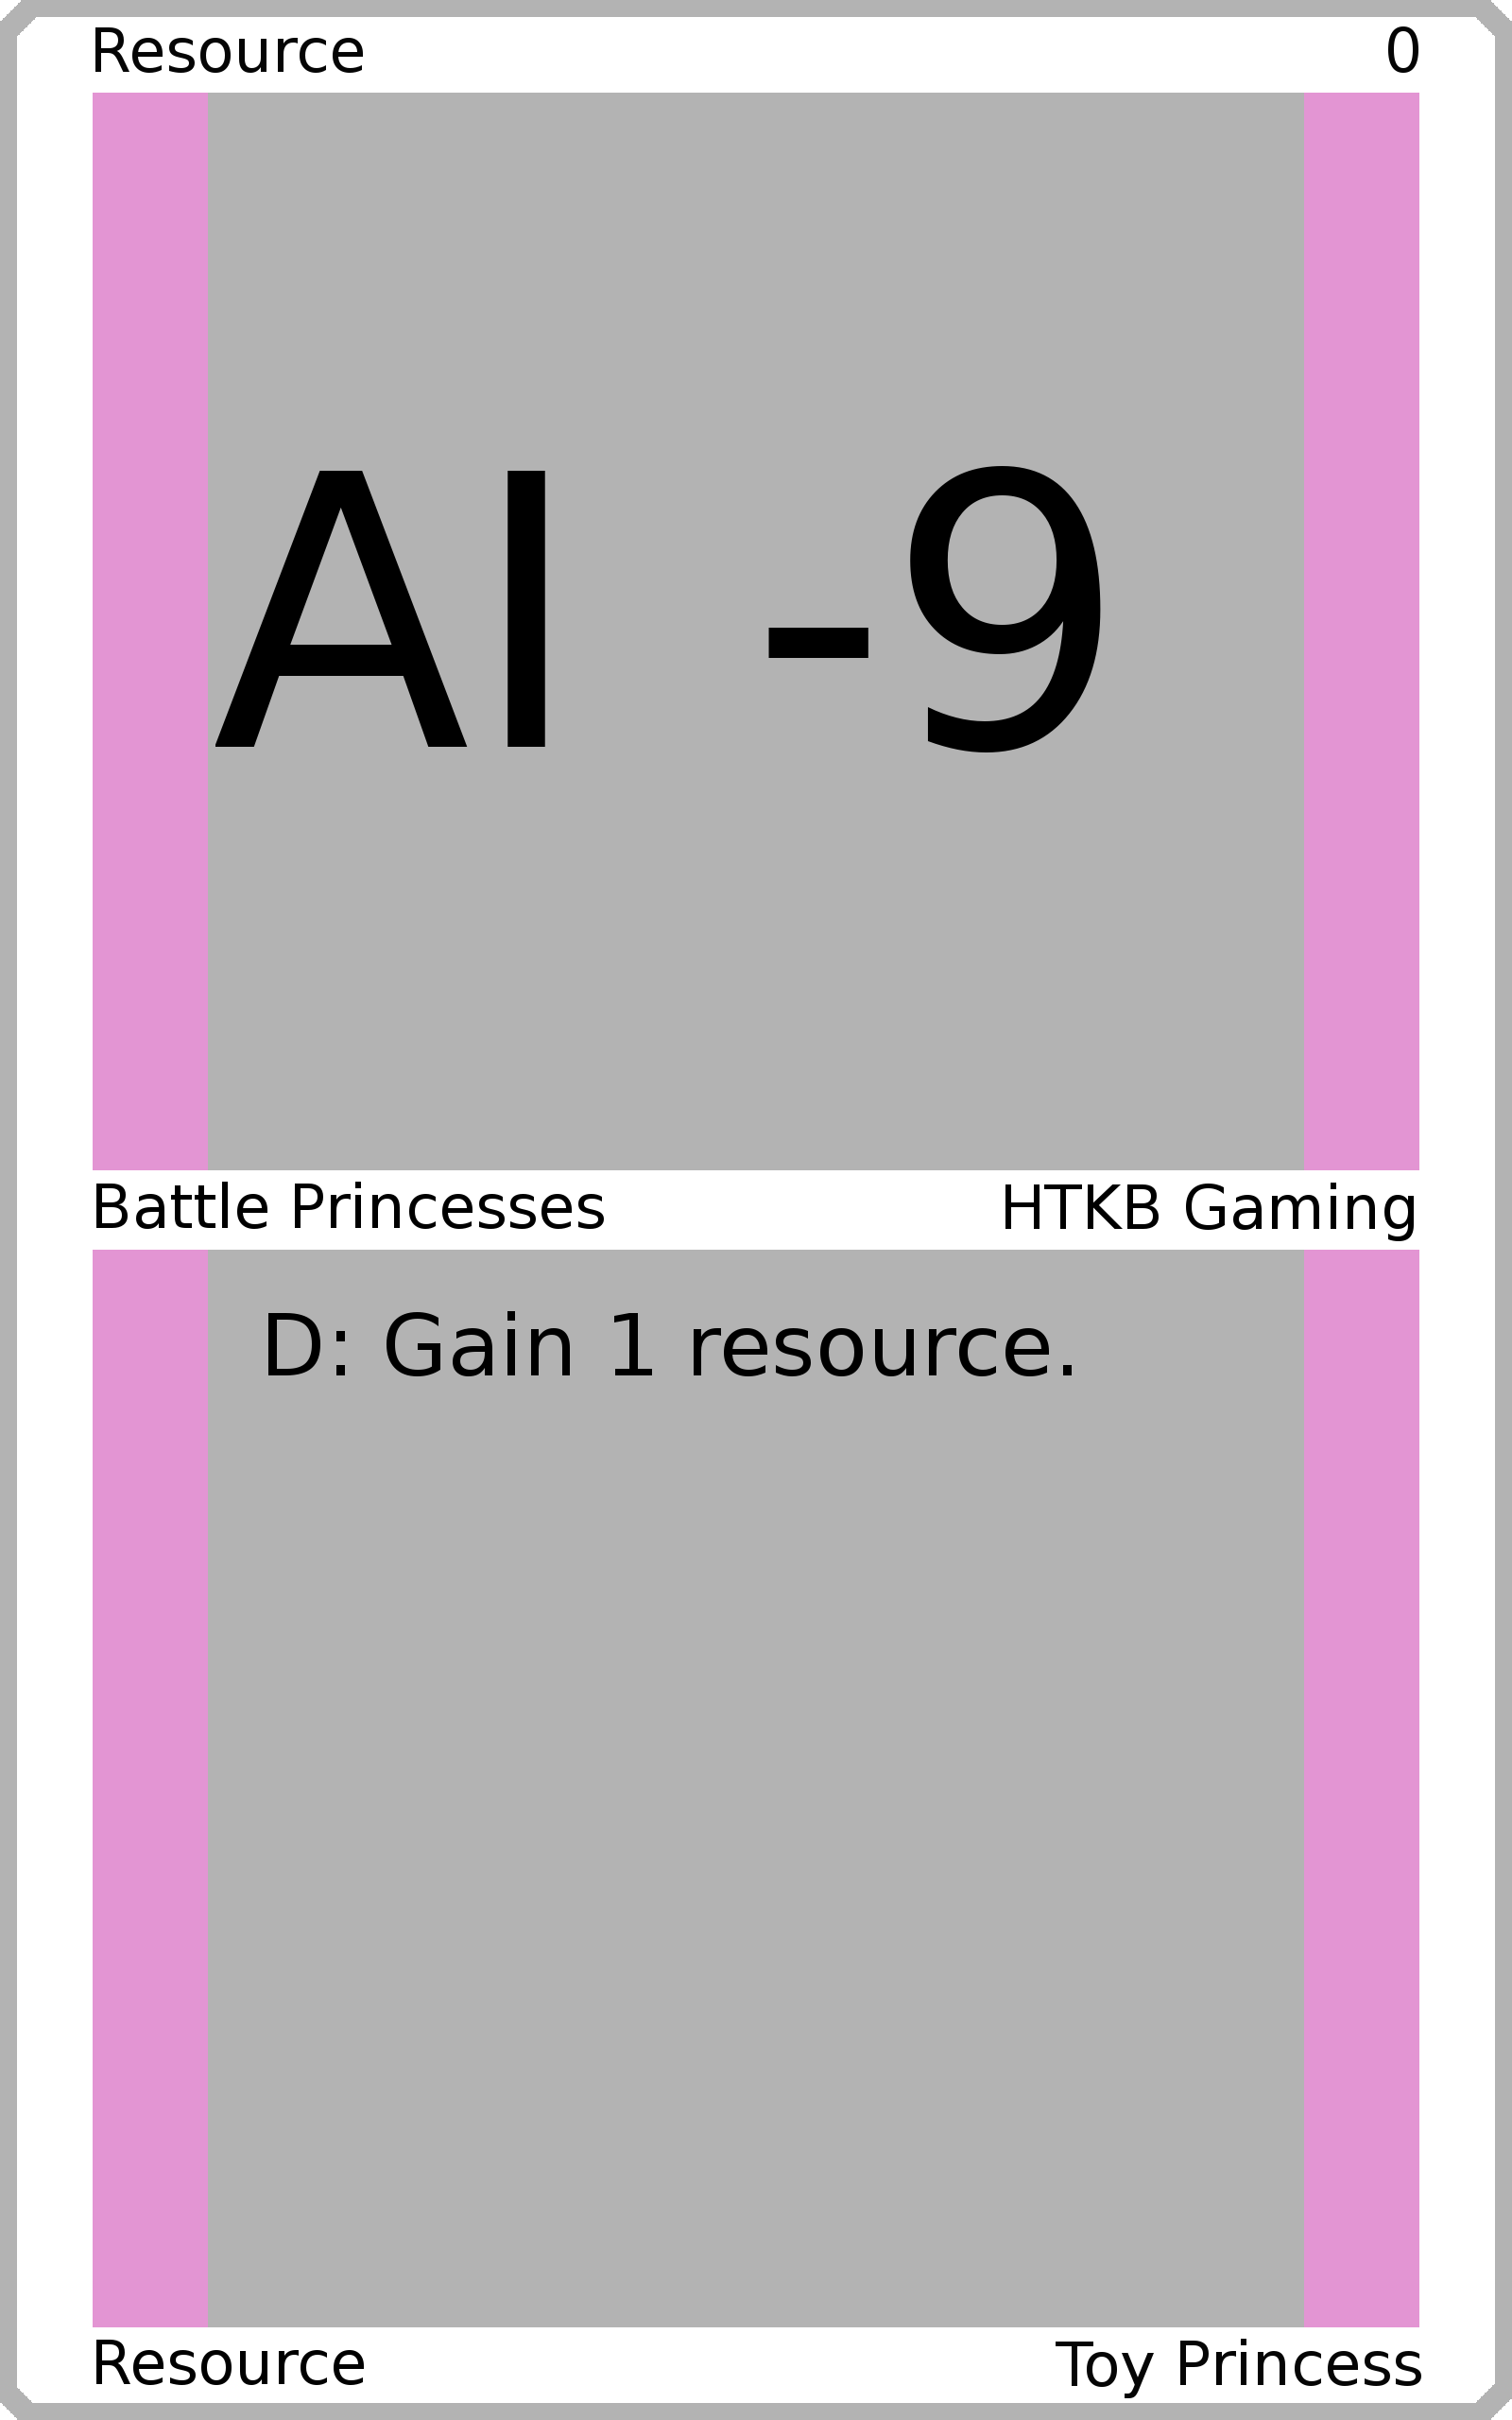 Resource 0
AI -9
Battle Princesses HTKB Gaming
D: Gain 1 resource.
Resource Toy Princess